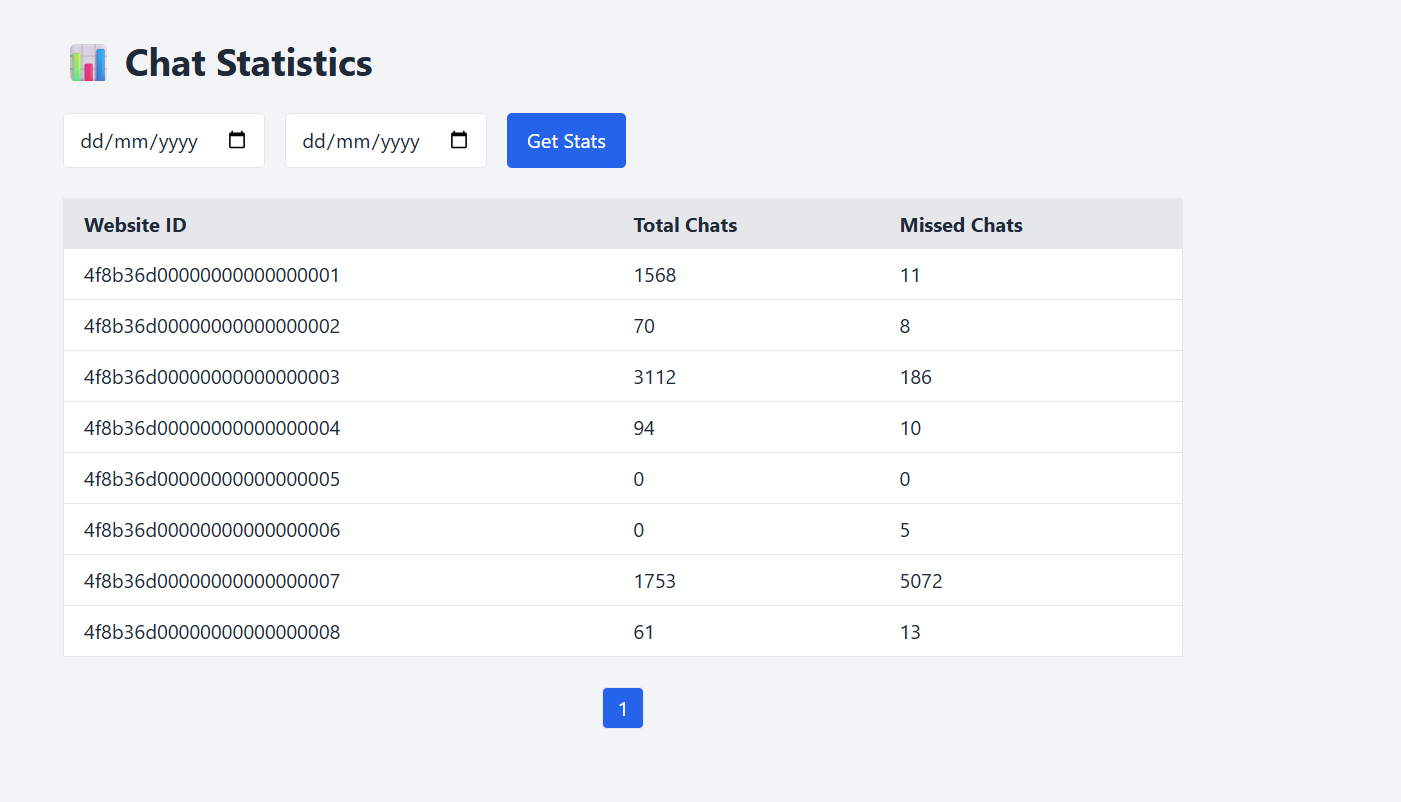 Chat Statistics
dd/mm/yyyy dd/mm/yyyy Get Stats
Website ID Total Chats Missed Chats
4f8b36d00000000000000001 1568 11
4f8b36d00000000000000002 70 8
4f8b36d00000000000000003 3112 186
4f8b36d00000000000000004 94 10
4f8b36d00000000000000005 0 0
4f8b36d00000000000000006 0 5
4f8b36d00000000000000007 1753 5072
4f8b36d00000000000000008 61 13
1